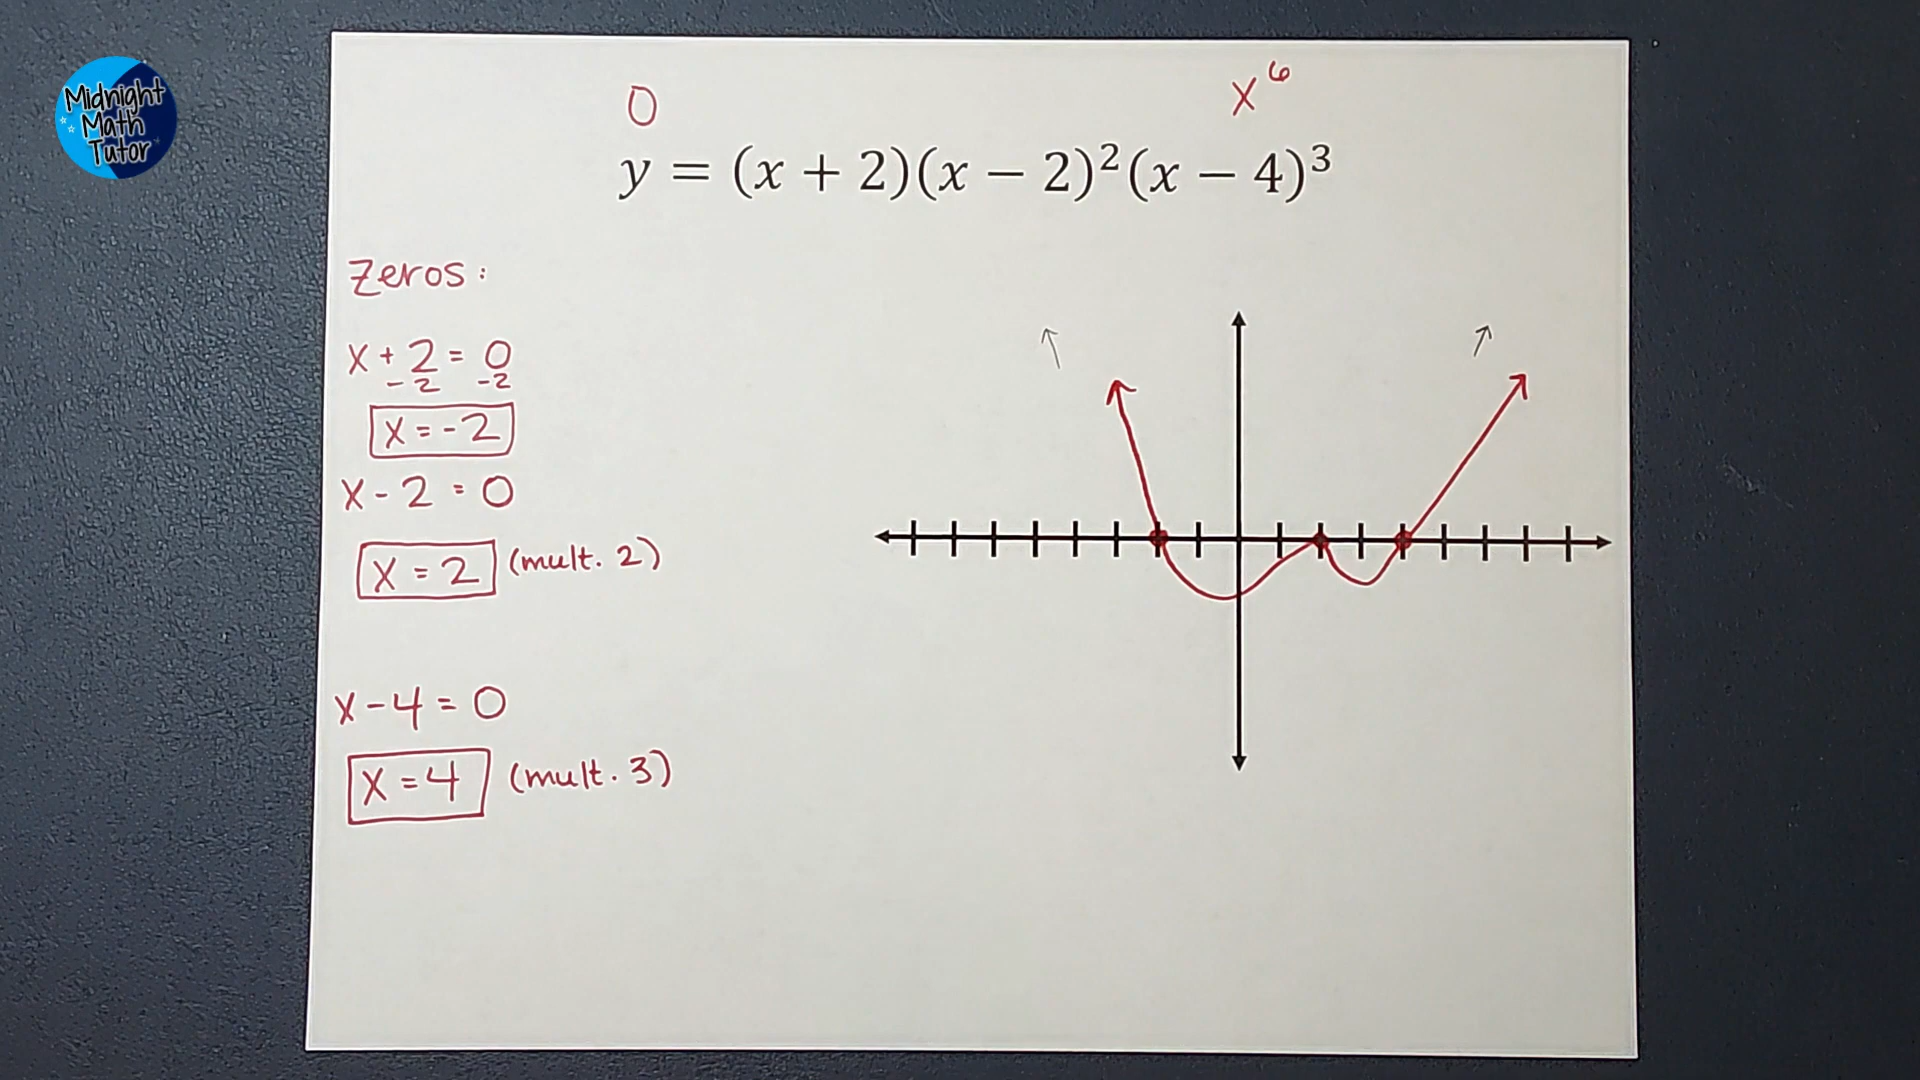 Midnight
Math
Tutor
0
x⁶
y = (x + 2)(x − 2)²(x − 4)³
Zeros:
x + 2 = 0
- 2 -2
x = -2
x - 2 = 0
x = 2 (mult. 2)
x - 4 = 0
x = 4 (mult. 3)